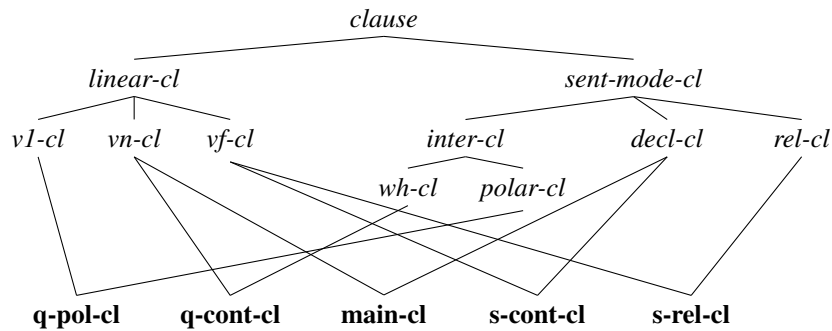 clause
linear-cl sent-mode-cl
v1-cl vn-cl vf-cl inter-cl decl-cl rel-cl
wh-cl polar-cl
q-pol-cl q-cont-cl main-cl s-cont-cl s-rel-cl